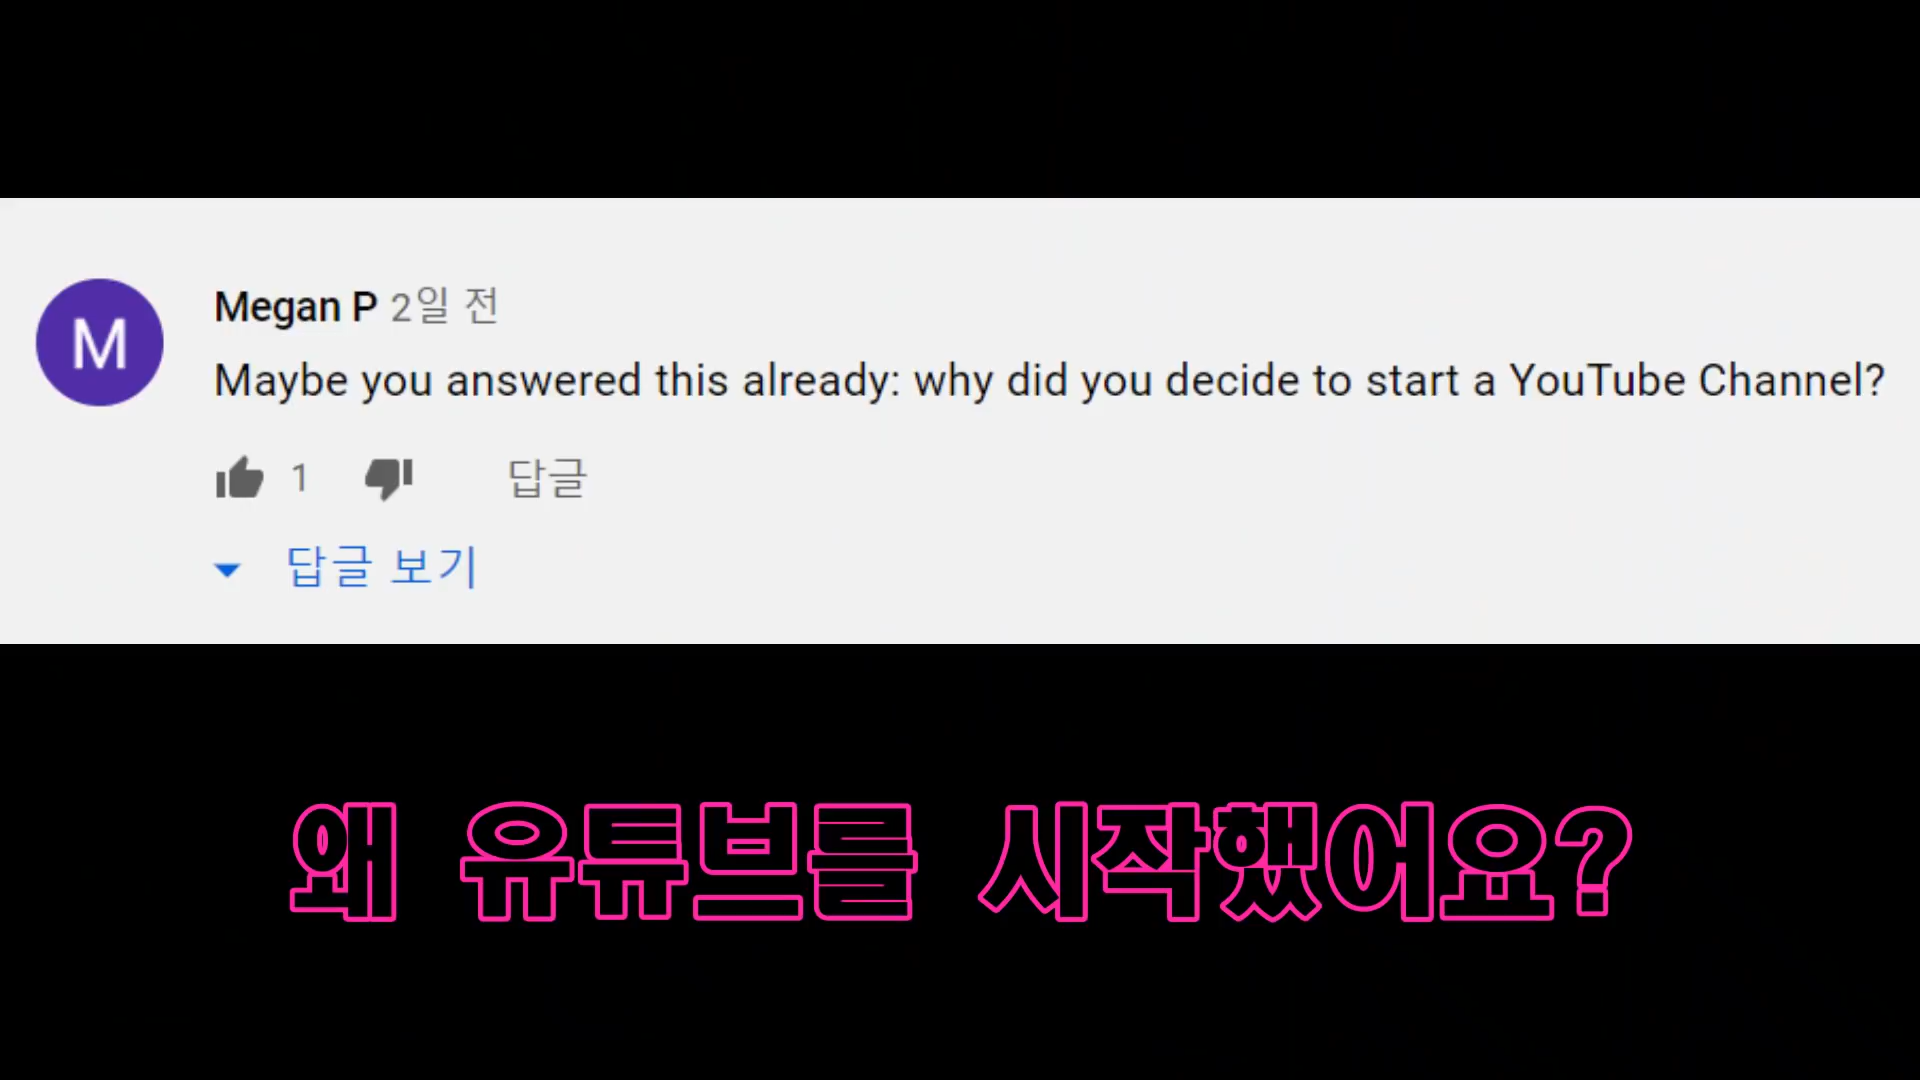 M
Megan P 2일 전
Maybe you answered this already: why did you decide to start a YouTube Channel?
1 답글
답글 보기
왜 유튜브를 시작했어요?